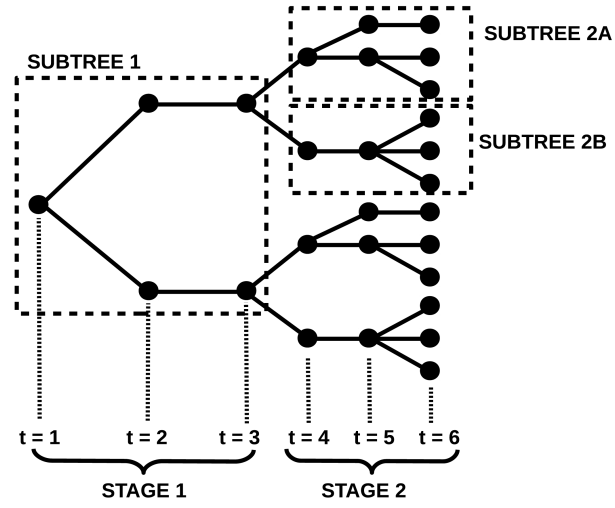 SUBTREE 2A
SUBTREE 1
SUBTREE 2B
t = 1 t = 2 t = 3 t = 4 t = 5 t = 6
STAGE 1 STAGE 2